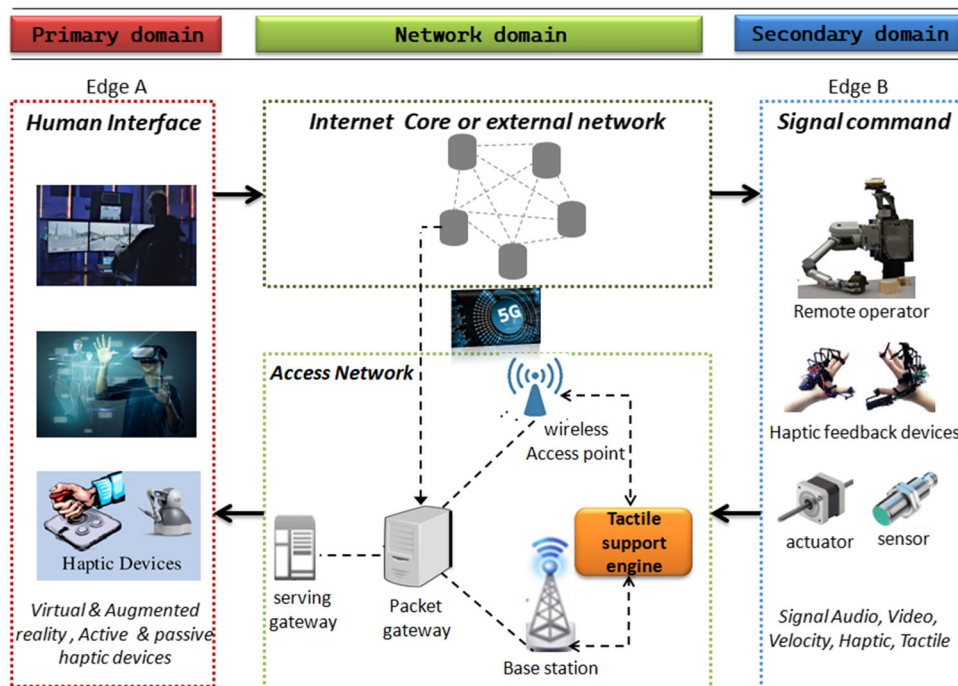 Primary domain
Network domain
Secondary domain
Edge A
Edge B
Human Interface
Internet Core or external network
Signal command
5G
Remote operator
Access Network
wireless
Access point
Haptic feedback devices
Tactile
support
engine
actuator
sensor
Haptic Devices
serving
gateway
Packet
gateway
Base station
Virtual & Augmented
reality , Active & passive
haptic devices
Signal Audio, Video,
Velocity, Haptic, Tactile